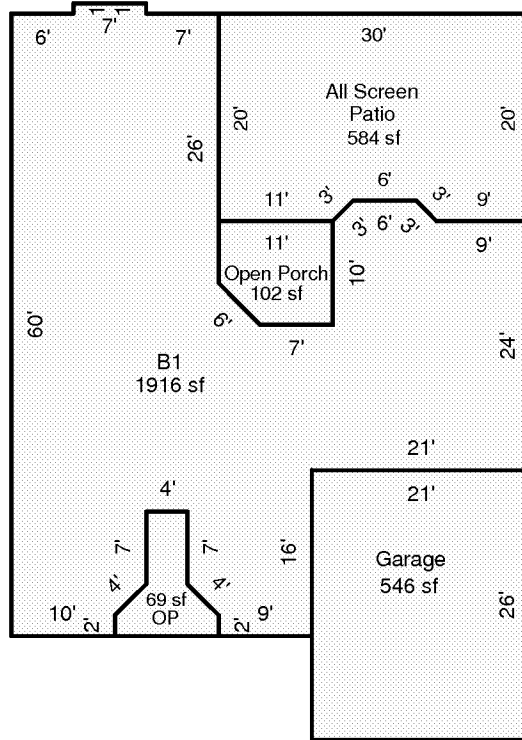 1' 1'
6' 7' 7' 30'
All Screen
Patio
584 sf
20' 20'
26'
6'
11' 3' 3' 9'
11' 3' 6' 3' 9'
Open Porch
102 sf
10'
6' 7'
60' 24'
B1
1916 sf
21'
21'
4'
7' 7' 16'
Garage
546 sf
4' 4'
69 sf
OP
10' 2' 2' 9'
26'